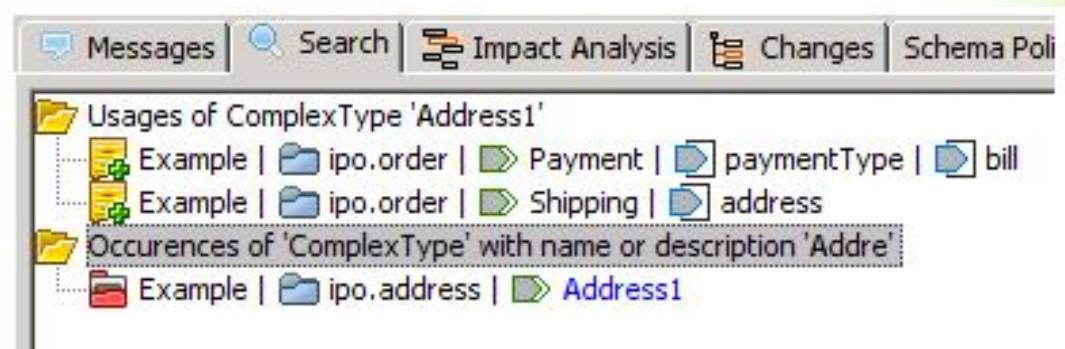 Messages Search Impact Analysis Changes Schema Poli
Usages of ComplexType 'Address1'
Example | ipo.order | Payment | paymentType | bill
Example | ipo.order | Shipping | address
Occurences of 'ComplexType' with name or description 'Addre'
Example | ipo.address | Address1